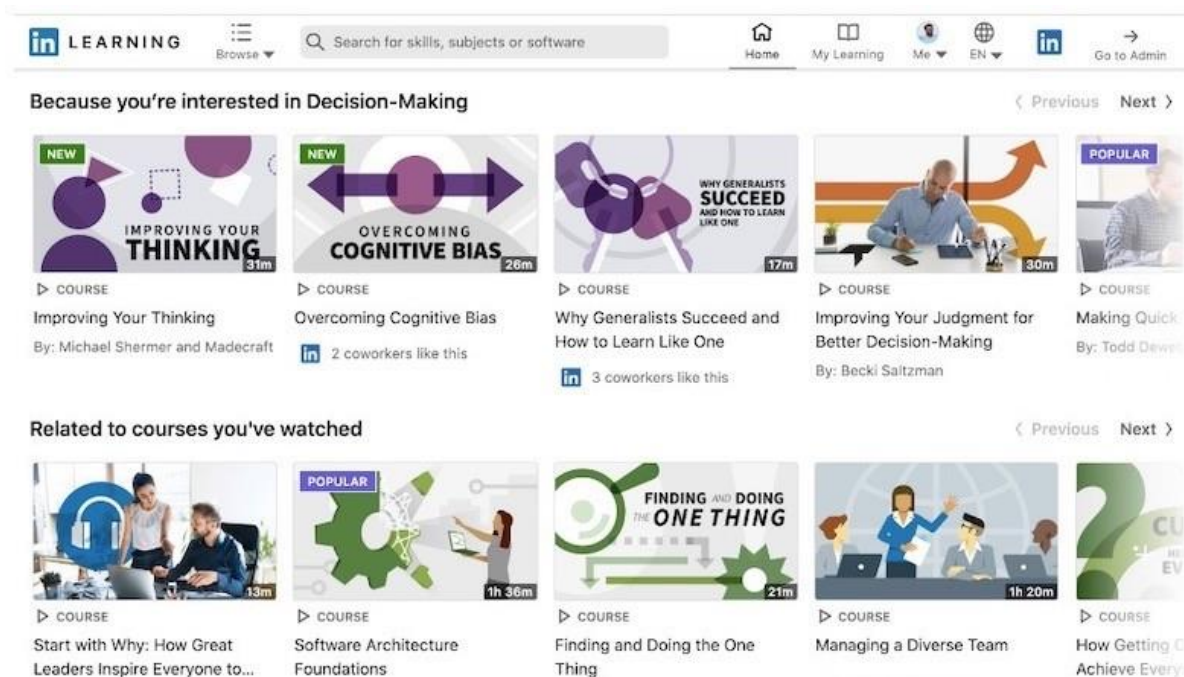 in LEARNING
Browse
Search for skills, subjects or software
Home
My Learning
Me
EN
in
Go to Admin
Because you're interested in Decision-Making
Previous Next
NEW
IMPROVING YOUR
THINKING
31m
NEW
OVERCOMING
COGNITIVE BIAS
26m
WHY GENERALISTS
SUCCEED
AND HOW TO LEARN
LIKE ONE
17m
30m
POPULAR
COURSE
Improving Your Thinking
By: Michael Shermer and Madecraft
COURSE
Overcoming Cognitive Bias
in 2 coworkers like this
COURSE
Why Generalists Succeed and
How to Learn Like One
in 3 coworkers like this
COURSE
Improving Your Judgment for
Better Decision-Making
By: Becki Saltzman
COURSE
Making Quick
By: Todd
Related to courses you've watched
Previous Next
13m
POPULAR
1h 36m
FINDING AND DOING
THE ONE THING
21m
1h 20m
COURSE
Start with Why: How Great
Leaders Inspire Everyone to...
COURSE
Software Architecture
Foundations
COURSE
Finding and Doing the One
Thing
COURSE
Managing a Diverse Team
COURSE
How Getting
Achieve